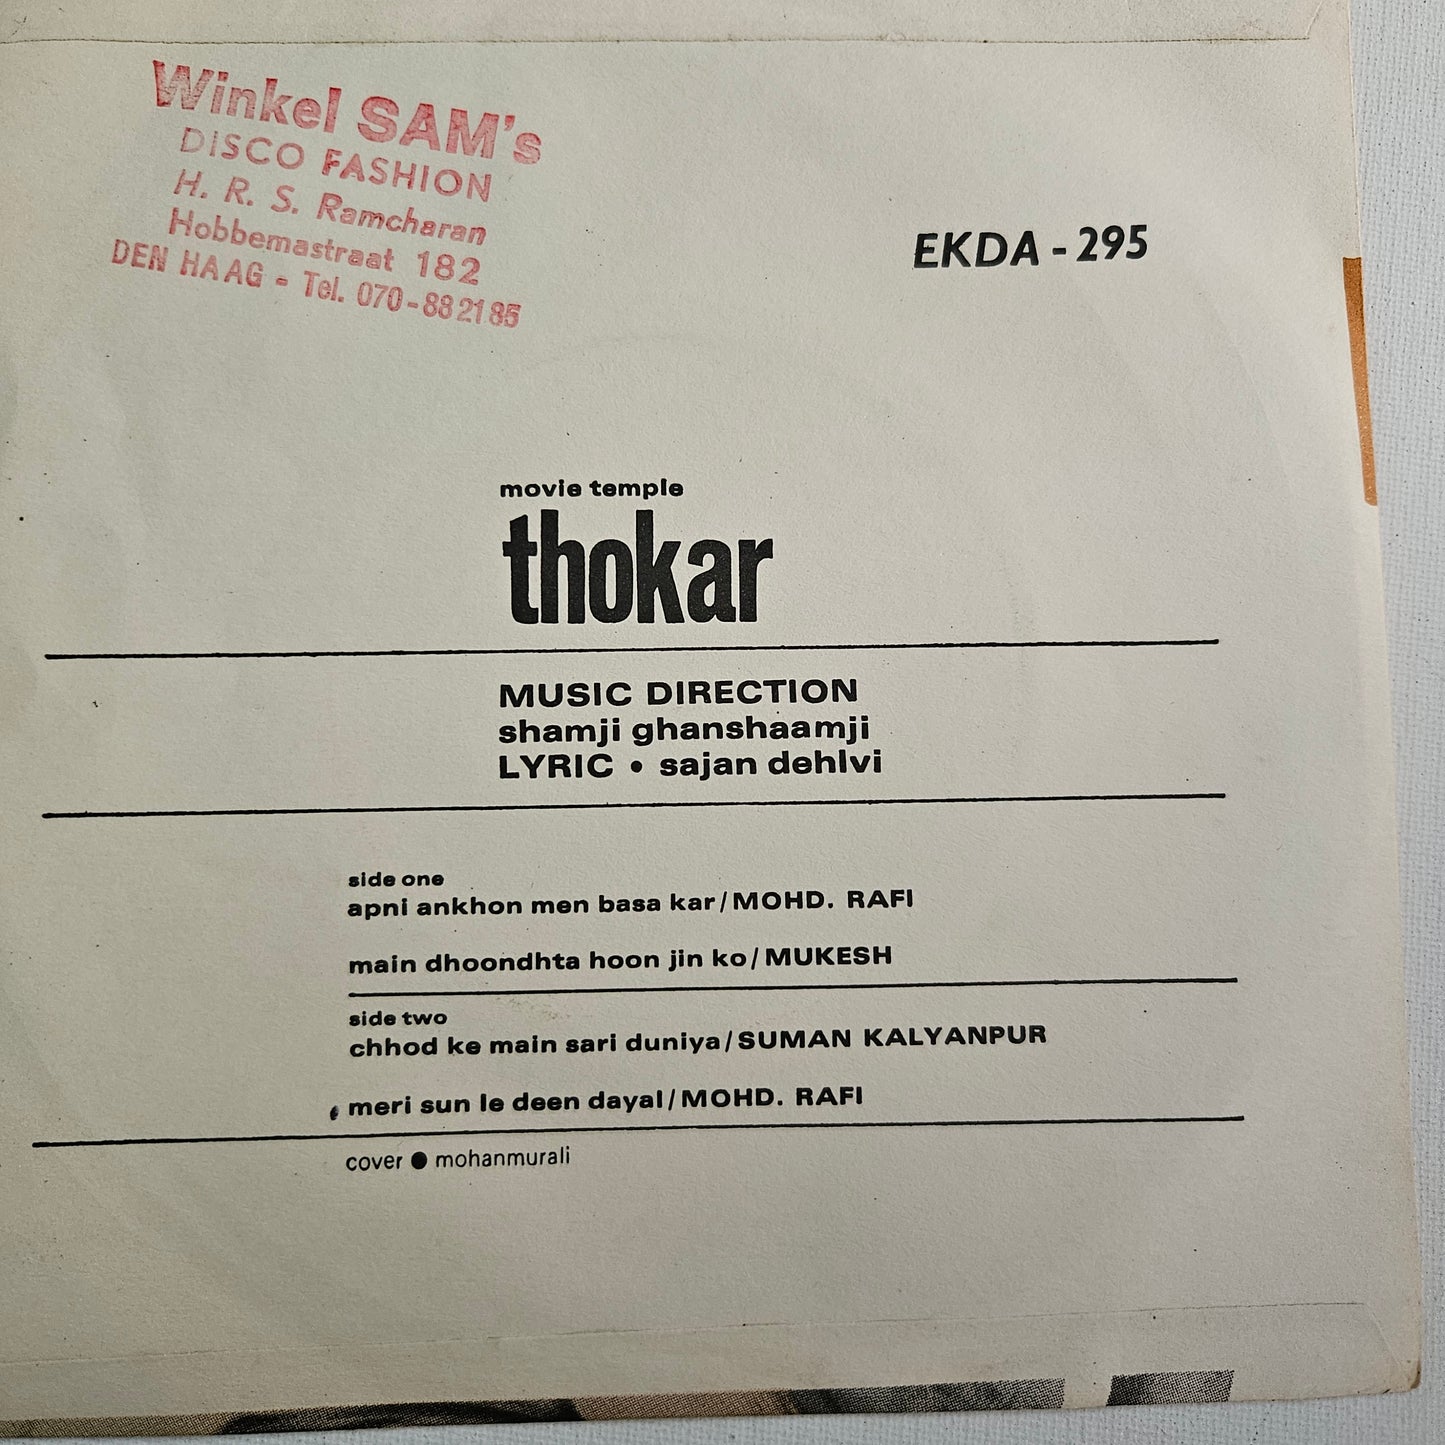 Winkel SAM's
DISCO FASHION
H. R. S. Ramcharan
Hobbemastraat 182
DEN HAAG - Tel. 070-882185
EKDA - 295
movie temple
thokar
MUSIC DIRECTION
shamji ghanshaamji
LYRIC • sajan dehlvi
side one
apni ankhon men basa kar/MOHD. RAFI
main dhoondhta hoon jin ko/MUKESH
side two
chhod ke main sari duniya/SUMAN KALYANPUR
meri sun le deen dayal/MOHD. RAFI
cover ● mohanmurali